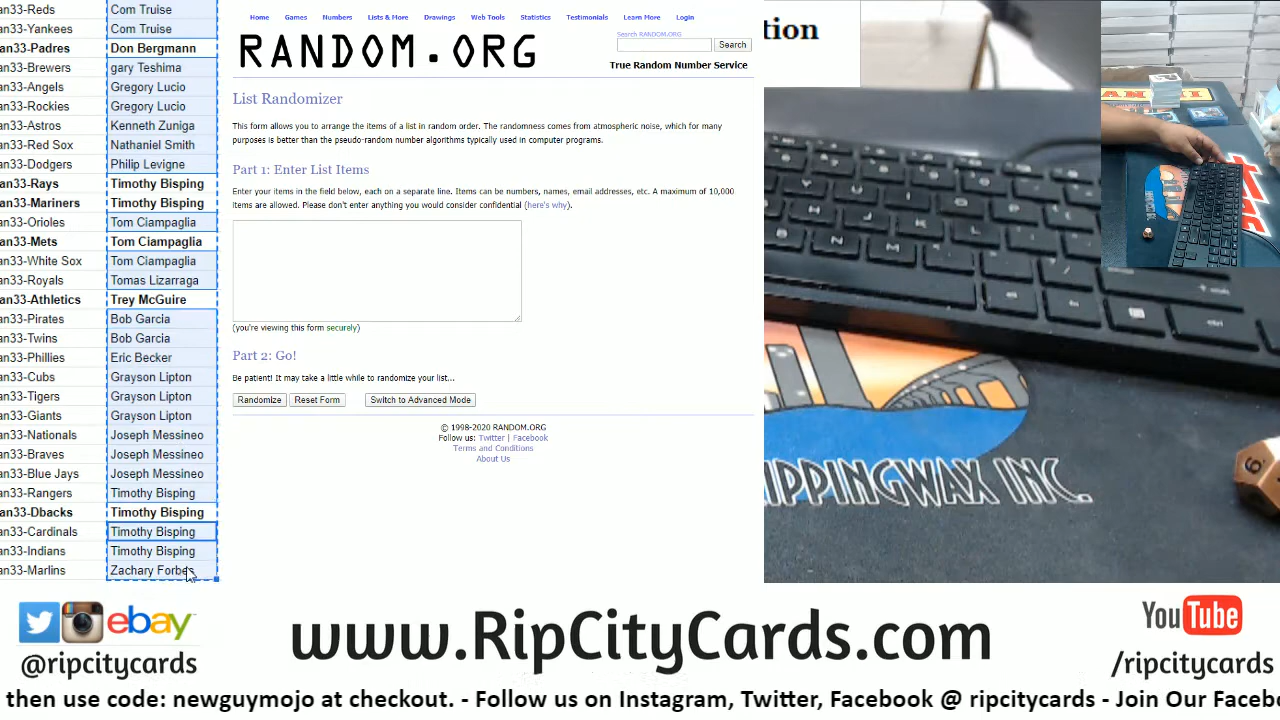 an33-Reds Com Truise
an33-Yankees Com Truise
an33-Padres Don Bergmann
an33-Brewers gary Teshima
an33-Angels Gregory Lucio
an33-Rockies Gregory Lucio
an33-Astros Kenneth Zuniga
an33-Red Sox Nathaniel Smith
an33-Dodgers Philip Levigne
an33-Rays Timothy Bisping
an33-Mariners Timothy Bisping
an33-Orioles Tom Ciampaglia
an33-Mets Tom Ciampaglia
an33-White Sox Tom Ciampaglia
an33-Royals Tomas Lizarraga
an33-Athletics Trey McGuire
an33-Pirates Bob Garcia
an33-Twins Bob Garcia
an33-Phillies Eric Becker
an33-Cubs Grayson Lipton
an33-Tigers Grayson Lipton
an33-Giants Grayson Lipton
an33-Nationals Joseph Messineo
an33-Braves Joseph Messineo
an33-Blue Jays Joseph Messineo
an33-Rangers Timothy Bisping
an33-Dbacks Timothy Bisping
an33-Cardinals Timothy Bisping
an33-Indians Timothy Bisping
an33-Marlins Zachary Forbes
Home Games Numbers Lists & More Drawings Web Tools Statistics Testimonials Learn More Login
RANDOM.ORG
Search RANDOM.ORG
Search
True Random Number Service
List Randomizer
This form allows you to arrange the items of a list in random order. The randomness comes from atmospheric noise, which for many
purposes is better than the pseudo-random number algorithms typically used in computer programs.
Part 1: Enter List Items
Enter your items in the field below, each on a separate line. Items can be numbers, names, email addresses, etc. A maximum of 10,000
items are allowed. Please don't enter anything you would consider confidential (here's why).
(you're viewing this form securely)
Part 2: Go!
Be patient! It may take a little while to randomize your list...
Randomize Reset Form Switch to Advanced Mode
© 1998-2020 RANDOM.ORG
Follow us: Twitter | Facebook
Terms and Conditions
About Us
tion
IPPINGWAX INC.
6
ebay™
@ripcitycards
www.RipCityCards.com
YouTube
/ripcitycards
then use code: newguymojo at checkout. - Follow us on Instagram, Twitter, Facebook @ ripcitycards - Join Our Facebo